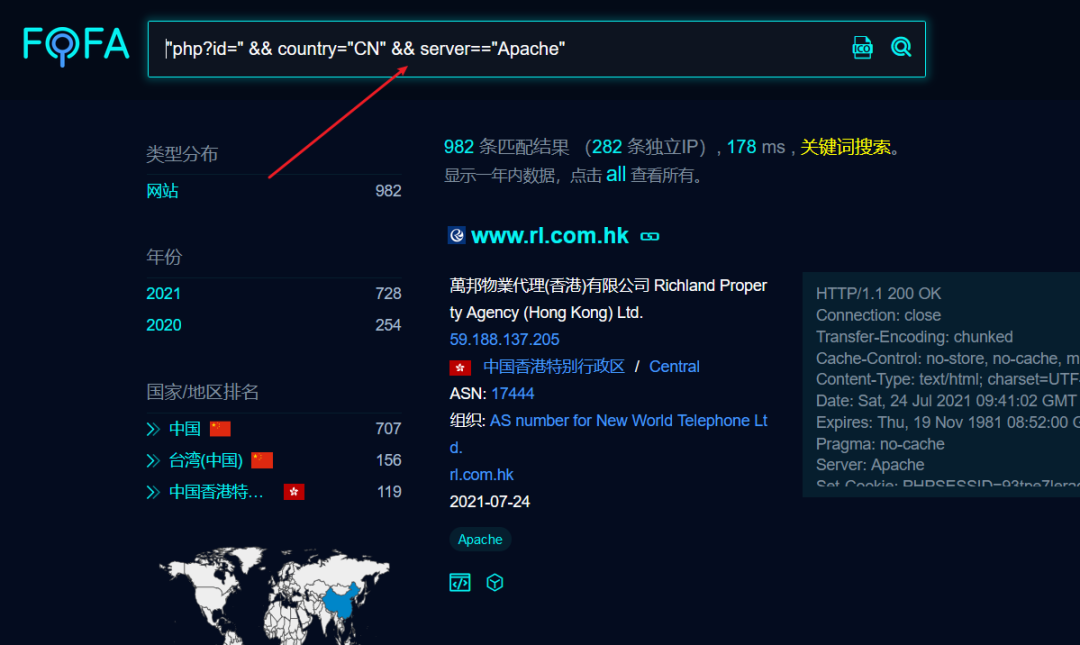 FOFA
"php?id=" && country="CN" && server=="Apache"
ICO
982 条匹配结果 （282 条独立IP），178 ms，关键词搜索。
显示一年内数据，点击 all 查看所有。
类型分布
网站 982
年份
2021 728
2020 254
国家/地区排名
中国 707
台湾(中国) 156
中国香港特... 119
www.rl.com.hk
萬邦物業代理(香港)有限公司 Richland Proper
ty Agency (Hong Kong) Ltd.
59.188.137.205
中国香港特别行政区 / Central
ASN: 17444
组织: AS number for New World Telephone Lt
d.
rl.com.hk
2021-07-24
Apache
HTTP/1.1 200 OK
Connection: close
Transfer-Encoding: chunked
Cache-Control: no-store, no-cache, m
Content-Type: text/html; charset=UTF-
Date: Sat, 24 Jul 2021 09:41:02 GMT
Expires: Thu, 19 Nov 1981 08:52:00 G
Pragma: no-cache
Server: Apache
Set-Cookie: